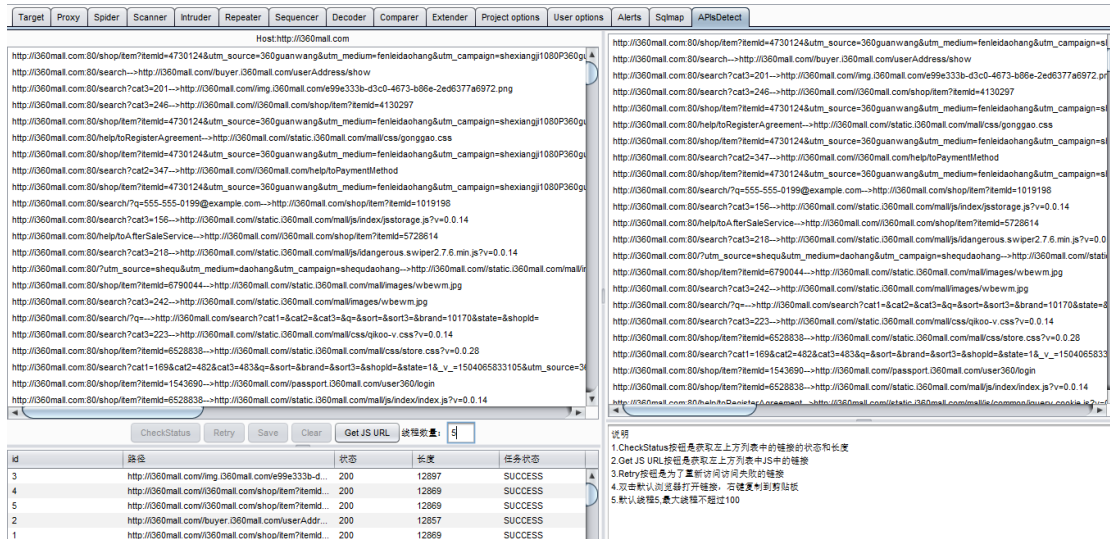 Target Proxy Spider Scanner Intruder Repeater Sequencer Decoder Comparer Extender Project options User options Alerts Sqlmap APIsDetect
Host:http://i360mall.com
http://i360mall.com:80/shop/item?itemId=4730124&utm_source=360guanwang&utm_medium=fenleidaohang&utm_campaign=shexiangji1080P360gu
http://i360mall.com:80/search-->http://i360mall.com//buyer.i360mall.com/userAddress/show
http://i360mall.com:80/search?cat3=201-->http://i360mall.com//img.i360mall.com/e99e333b-d3c0-4673-b86e-2ed6377a6972.png
http://i360mall.com:80/search?cat3=246-->http://i360mall.com//i360mall.com/shop/item?itemId=4130297
http://i360mall.com:80/shop/item?itemId=4730124&utm_source=360guanwang&utm_medium=fenleidaohang&utm_campaign=shexiangji1080P360gu
http://i360mall.com:80/help/toRegisterAgreement-->http://i360mall.com//static.i360mall.com/mall/css/gonggao.css
http://i360mall.com:80/shop/item?itemId=4730124&utm_source=360guanwang&utm_medium=fenleidaohang&utm_campaign=shexiangji1080P360gu
http://i360mall.com:80/search?cat2=347-->http://i360mall.com//i360mall.com/help/toPaymentMethod
http://i360mall.com:80/shop/item?itemId=4730124&utm_source=360guanwang&utm_medium=fenleidaohang&utm_campaign=shexiangji1080P360gu
http://i360mall.com:80/search/?q=555-555-0199@example.com-->http://i360mall.com/shop/item?itemId=1019198
http://i360mall.com:80/search?cat3=156-->http://i360mall.com//static.i360mall.com/mall/js/index/jsstorage.js?v=0.0.14
http://i360mall.com:80/help/toAfterSaleService-->http://i360mall.com//i360mall.com/shop/item?itemId=5728614
http://i360mall.com:80/search?cat3=218-->http://i360mall.com//static.i360mall.com/mall/js/idangerous.swiper2.7.6.min.js?v=0.0.14
http://i360mall.com:80/?utm_source=shequ&utm_medium=daohang&utm_campaign=shequdaohang-->http://i360mall.com//static.i360mall.com/mall/ir
http://i360mall.com:80/shop/item?itemId=6790044-->http://i360mall.com//static.i360mall.com/mall/images/wbewm.jpg
http://i360mall.com:80/search?cat3=242-->http://i360mall.com//static.i360mall.com/mall/images/wbewm.jpg
http://i360mall.com:80/search/?q=-->http://i360mall.com/search?cat1=&cat2=&cat3=&q=&sort=&sort3=&brand=10170&state=&shopId=
http://i360mall.com:80/search?cat3=223-->http://i360mall.com//static.i360mall.com/mall/css/qikoo-v.css?v=0.0.14
http://i360mall.com:80/shop/item?itemId=6528838-->http://i360mall.com//static.i360mall.com/mall/css/store.css?v=0.0.28
http://i360mall.com:80/search?cat1=169&cat2=482&cat3=483&q=&sort=&brand=&sort3=&shopId=&state=1&_v_=1504065833105&utm_source=3
http://i360mall.com:80/shop/item?itemId=1543690-->http://i360mall.com//passport.i360mall.com/user360/login
http://i360mall.com:80/shop/item?itemId=6528838-->http://i360mall.com//static.i360mall.com/mall/js/index/index.js?v=0.0.14
http://i360mall.com:80/shop/item?itemId=4730124&utm_source=360guanwang&utm_medium=fenleidaohang&utm_campaign=sl
http://i360mall.com:80/search-->http://i360mall.com//buyer.i360mall.com/userAddress/show
http://i360mall.com:80/search?cat3=201-->http://i360mall.com//img.i360mall.com/e99e333b-d3c0-4673-b86e-2ed6377a6972.pr
http://i360mall.com:80/search?cat3=246-->http://i360mall.com//i360mall.com/shop/item?itemId=4130297
http://i360mall.com:80/shop/item?itemId=4730124&utm_source=360guanwang&utm_medium=fenleidaohang&utm_campaign=sl
http://i360mall.com:80/help/toRegisterAgreement-->http://i360mall.com//static.i360mall.com/mall/css/gonggao.css
http://i360mall.com:80/shop/item?itemId=4730124&utm_source=360guanwang&utm_medium=fenleidaohang&utm_campaign=sl
http://i360mall.com:80/search?cat2=347-->http://i360mall.com//i360mall.com/help/toPaymentMethod
http://i360mall.com:80/shop/item?itemId=4730124&utm_source=360guanwang&utm_medium=fenleidaohang&utm_campaign=sl
http://i360mall.com:80/search/?q=555-555-0199@example.com-->http://i360mall.com/shop/item?itemId=1019198
http://i360mall.com:80/search?cat3=156-->http://i360mall.com//static.i360mall.com/mall/js/index/jsstorage.js?v=0.0.14
http://i360mall.com:80/help/toAfterSaleService-->http://i360mall.com//i360mall.com/shop/item?itemId=5728614
http://i360mall.com:80/search?cat3=218-->http://i360mall.com//static.i360mall.com/mall/js/idangerous.swiper2.7.6.min.js?v=0.0
http://i360mall.com:80/?utm_source=shequ&utm_medium=daohang&utm_campaign=shequdaohang-->http://i360mall.com//stati
http://i360mall.com:80/shop/item?itemId=6790044-->http://i360mall.com//static.i360mall.com/mall/images/wbewm.jpg
http://i360mall.com:80/search?cat3=242-->http://i360mall.com//static.i360mall.com/mall/images/wbewm.jpg
http://i360mall.com:80/search/?q=-->http://i360mall.com/search?cat1=&cat2=&cat3=&q=&sort=&sort3=&brand=10170&state=&
http://i360mall.com:80/search?cat3=223-->http://i360mall.com//static.i360mall.com/mall/css/qikoo-v.css?v=0.0.14
http://i360mall.com:80/shop/item?itemId=6528838-->http://i360mall.com//static.i360mall.com/mall/css/store.css?v=0.0.28
http://i360mall.com:80/search?cat1=169&cat2=482&cat3=483&q=&sort=&brand=&sort3=&shopId=&state=1&_v_=1504065833
http://i360mall.com:80/shop/item?itemId=1543690-->http://i360mall.com//passport.i360mall.com/user360/login
http://i360mall.com:80/shop/item?itemId=6528838-->http://i360mall.com//static.i360mall.com/mall/js/index/index.js?v=0.0.14
http://i360mall.com:80/help/toRegisterAgreement-->http://i360mall.com//static.i360mall.com/mall/js/common/jquery.cookie.js?v=0
CheckStatus Retry Save Clear Get JS URL 线程数量： 5
id 路径 状态 长度 任务状态
3 http://i360mall.com//img.i360mall.com/e99e333b-d... 200 12897 SUCCESS
4 http://i360mall.com//i360mall.com/shop/item?itemId... 200 12869 SUCCESS
5 http://i360mall.com//i360mall.com/shop/item?itemId... 200 12869 SUCCESS
2 http://i360mall.com//buyer.i360mall.com/userAddr... 200 12857 SUCCESS
1 http://i360mall.com//i360mall.com/shop/item?itemId... 200 12869 SUCCESS
说明
1.CheckStatus按钮是获取左上方列表中的链接的状态和长度
2.Get JS URL按钮是获取左上方列表中JS中的链接
3.Retry按钮是为了重新访问访问失败的链接
4.双击默认浏览器打开链接，右键复制到剪贴板
5.默认线程5,最大线程不超过100